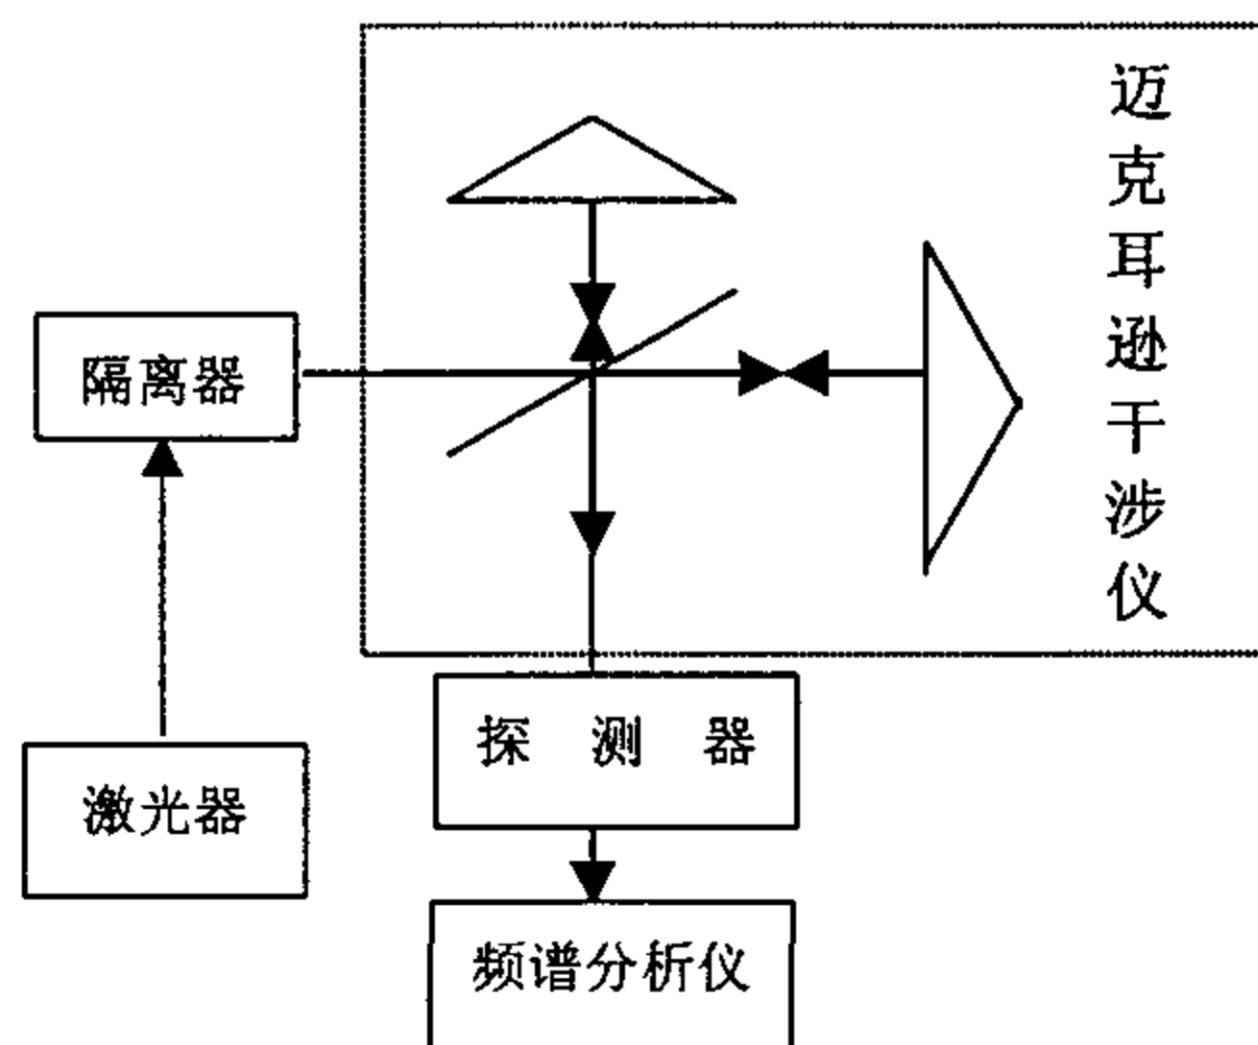 迈克耳逊干涉仪
隔离器
激光器
探 测 器
频谱分析仪